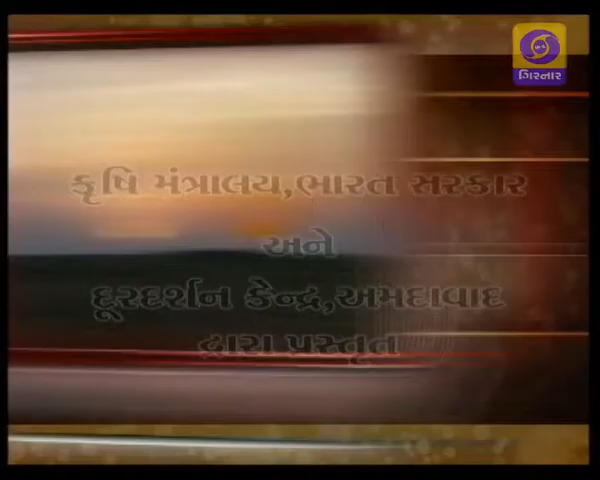 ગિરનાર
કૃષિ મંત્રાલય,ભારત સરકાર
અને
દૂરદર્શન કેન્દ્ર,અમદાવાદ
દ્વારા પ્રસ્તૃત